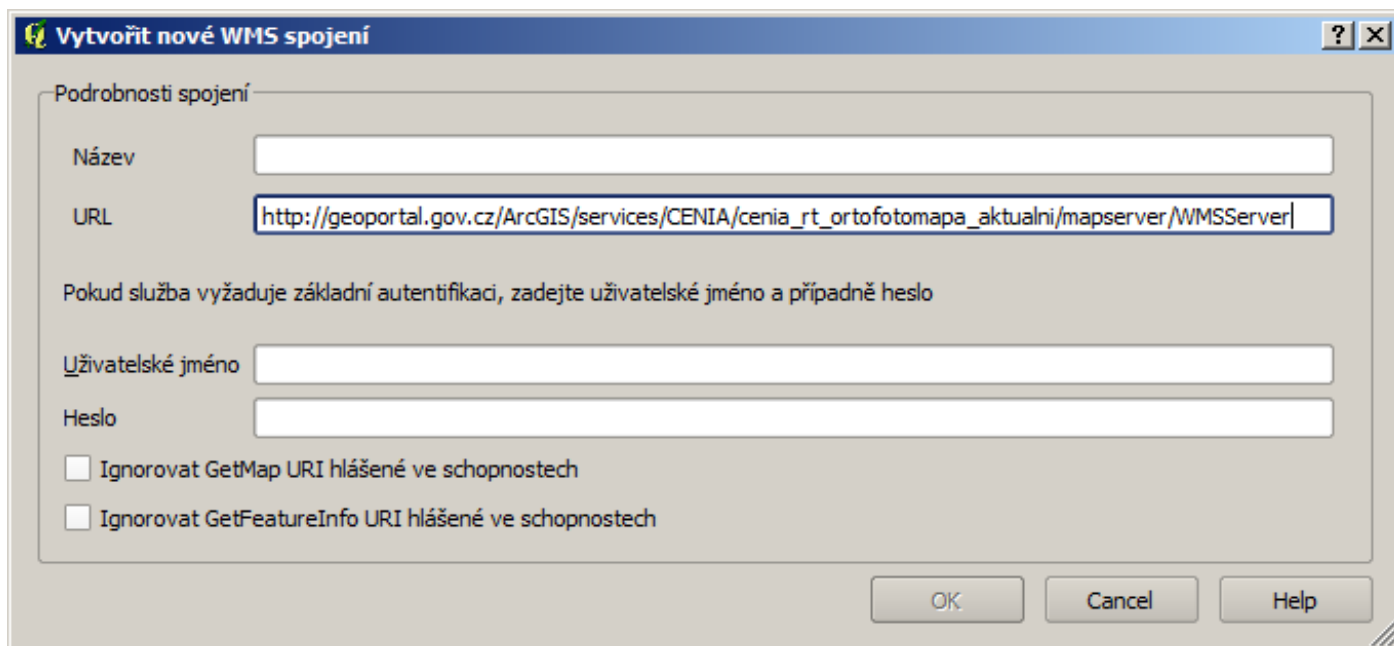 Vytvořit nové WMS spojení
Podrobnosti spojení
Název
URL http://geoportal.gov.cz/ArcGIS/services/CENIA/cenia_rt_ortofotomapa_aktualni/mapserver/WMSServer
Pokud služba vyžaduje základní autentifikaci, zadejte uživatelské jméno a případně heslo
Uživatelské jméno
Heslo
Ignorovat GetMap URI hlášené ve schopnostech
Ignorovat GetFeatureInfo URI hlášené ve schopnostech
OK Cancel Help